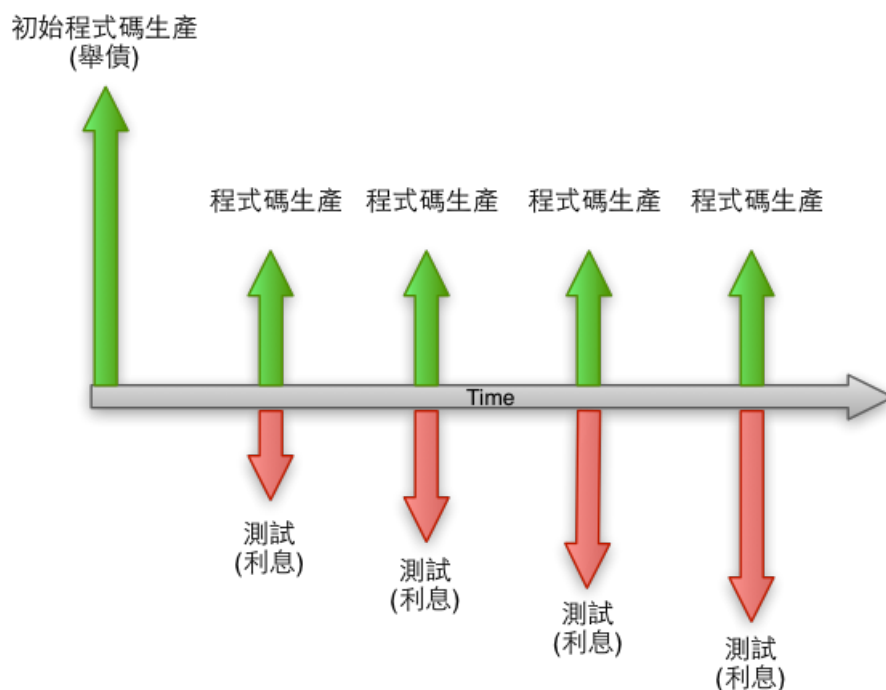 初始程式碼生產
(舉債)
程式碼生產
程式碼生產
程式碼生產
程式碼生產
Time
測試
(利息)
測試
(利息)
測試
(利息)
測試
(利息)